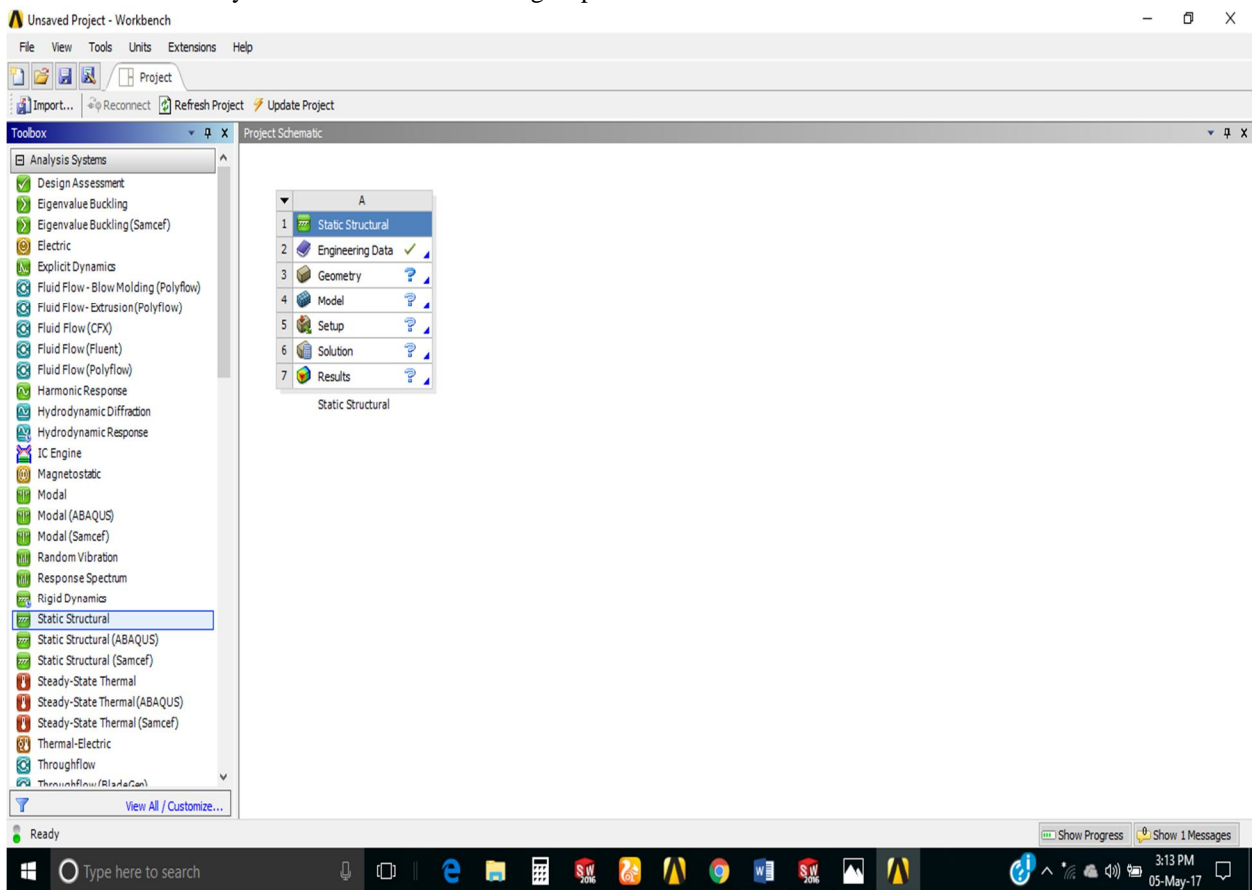 Unsaved Project - Workbench
File View Tools Units Extensions Help
Project
Import... Reconnect Refresh Project Update Project
Toolbox
Project Schematic
Analysis Systems
Design Assessment
Eigenvalue Buckling
Eigenvalue Buckling (Samcef)
Electric
Explicit Dynamics
Fluid Flow - Blow Molding (Polyflow)
Fluid Flow - Extrusion (Polyflow)
Fluid Flow (CFX)
Fluid Flow (Fluent)
Fluid Flow (Polyflow)
Harmonic Response
Hydrodynamic Diffraction
Hydrodynamic Response
IC Engine
Magnetostatic
Modal
Modal (ABAQUS)
Modal (Samcef)
Random Vibration
Response Spectrum
Rigid Dynamics
Static Structural
Static Structural (ABAQUS)
Static Structural (Samcef)
Steady-State Thermal
Steady-State Thermal (ABAQUS)
Steady-State Thermal (Samcef)
Thermal-Electric
Throughflow
Throughflow (BladeGen)
View All / Customize...
A
1 Static Structural
2 Engineering Data
3 Geometry ?
4 Model ?
5 Setup ?
6 Solution ?
7 Results ?
Static Structural
Ready
Show Progress
Show 1 Messages
Type here to search
3:13 PM
05-May-17